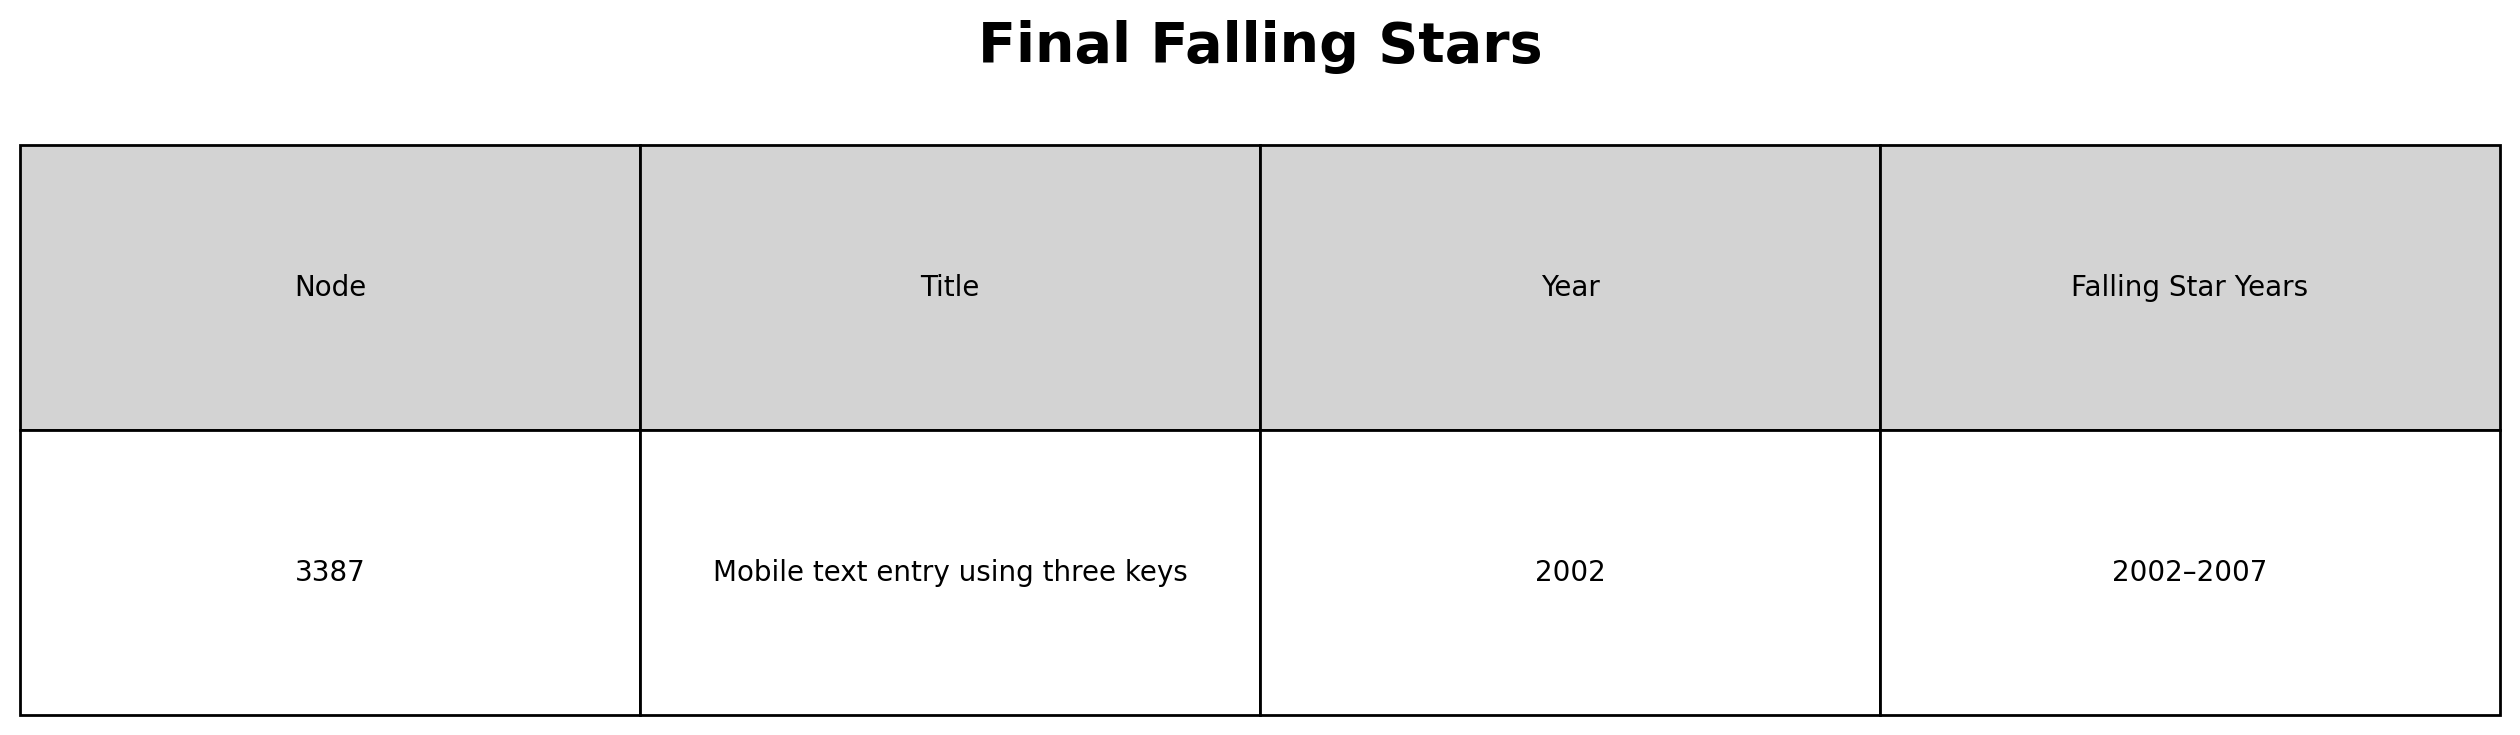 Final Falling Stars
Node Title Year Falling Star Years
3387 Mobile text entry using three keys 2002 2002–2007